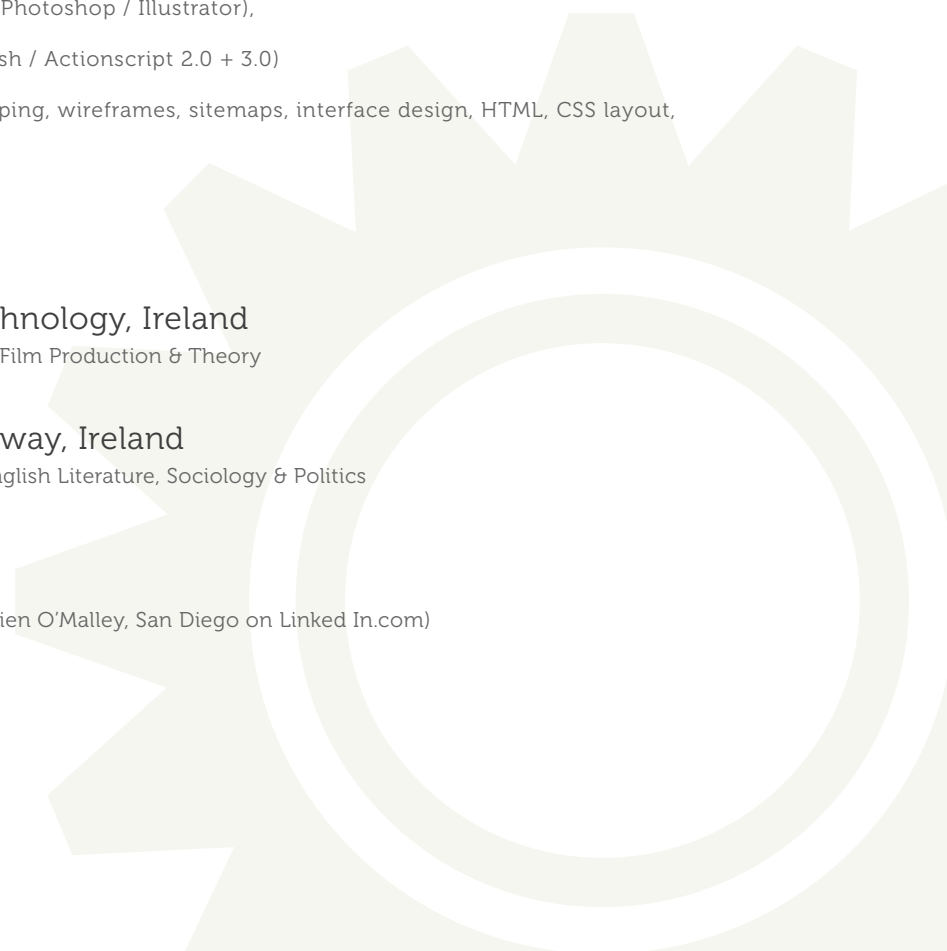 Photoshop / Illustrator),
sh / Actionscript 2.0 + 3.0)
ping, wireframes, sitemaps, interface design, HTML, CSS layout,
hnology, Ireland
Film Production & Theory
way, Ireland
glish Literature, Sociology & Politics
ien O’Malley, San Diego on Linked In.com)